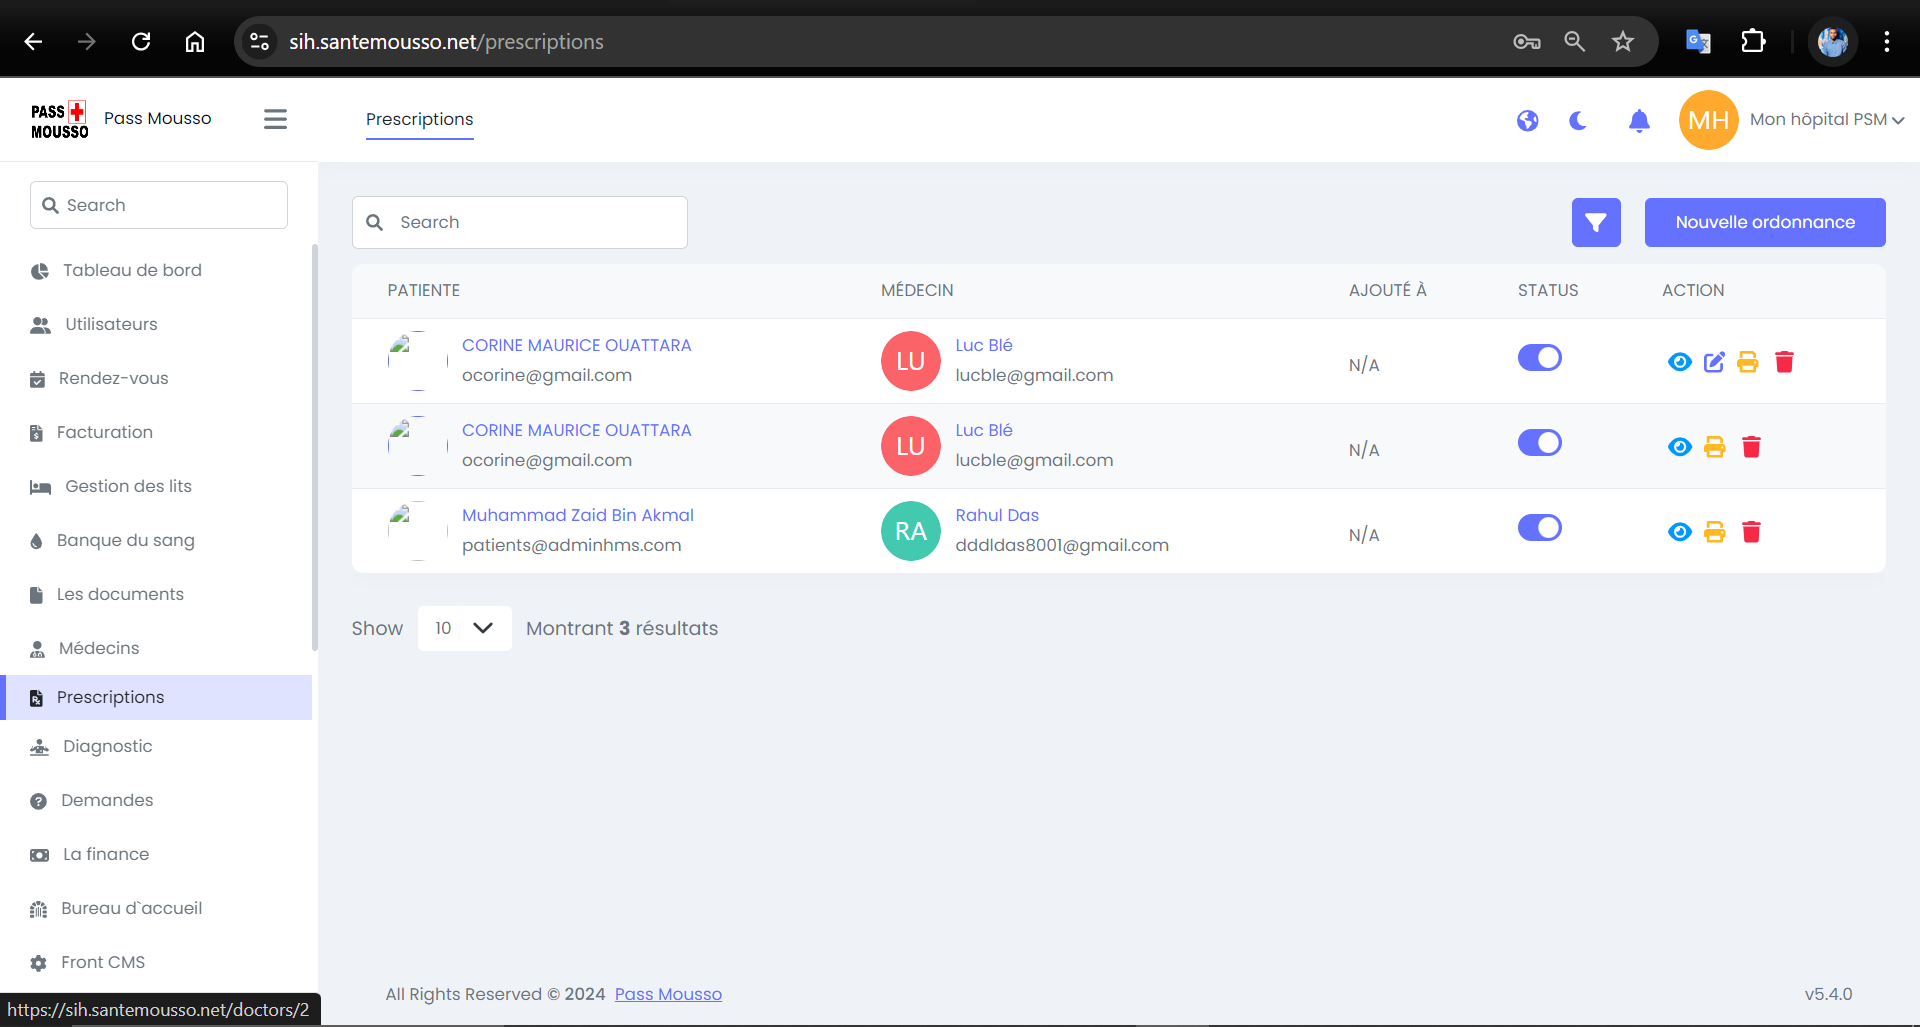 sih.santemousso.net/prescriptions
PASS
MOUSSO
Pass Mousso
Prescriptions
MH
Mon hôpital PSM
Search
Tableau de bord
Utilisateurs
Rendez-vous
Facturation
Gestion des lits
Banque du sang
Les documents
Médecins
Prescriptions
Diagnostic
Demandes
La finance
Bureau d`accueil
Front CMS
Search
Nouvelle ordonnance
PATIENTE MÉDECIN AJOUTÉ À STATUS ACTION
CORINE MAURICE OUATTARA
ocorine@gmail.com
LU
Luc Blé
lucble@gmail.com
N/A
CORINE MAURICE OUATTARA
ocorine@gmail.com
LU
Luc Blé
lucble@gmail.com
N/A
Muhammad Zaid Bin Akmal
patients@adminhms.com
RA
Rahul Das
dddldas8001@gmail.com
N/A
Show 10 Montrant 3 résultats
All Rights Reserved © 2024 Pass Mousso
v5.4.0
https://sih.santemousso.net/doctors/2